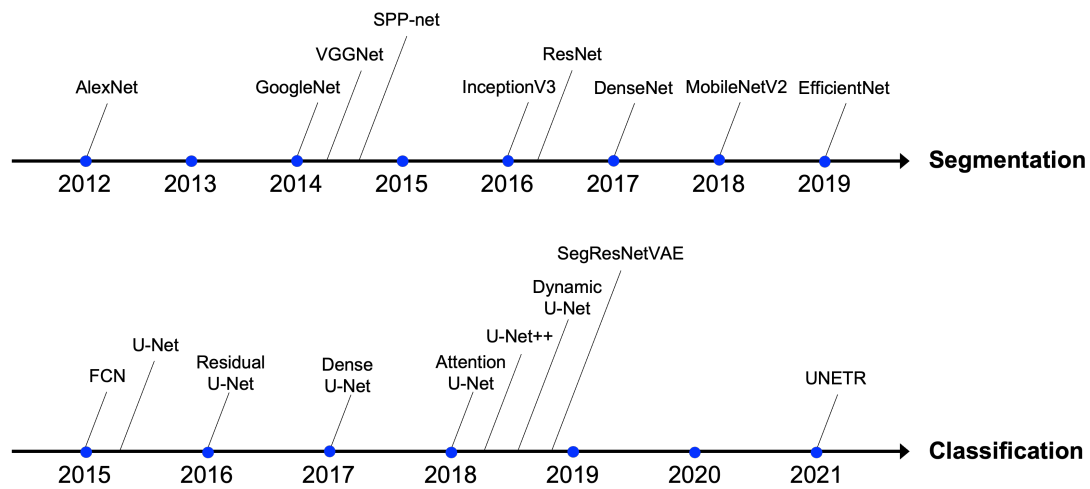 SPP-net
VGGNet
ResNet
AlexNet
GoogleNet
InceptionV3
DenseNet
MobileNetV2
EfficientNet
Segmentation
2012
2013
2014
2015
2016
2017
2018
2019
SegResNetVAE
Dynamic
U-Net
U-Net++
U-Net
FCN
Residual
U-Net
Dense
U-Net
Attention
U-Net
UNETR
Classification
2015
2016
2017
2018
2019
2020
2021